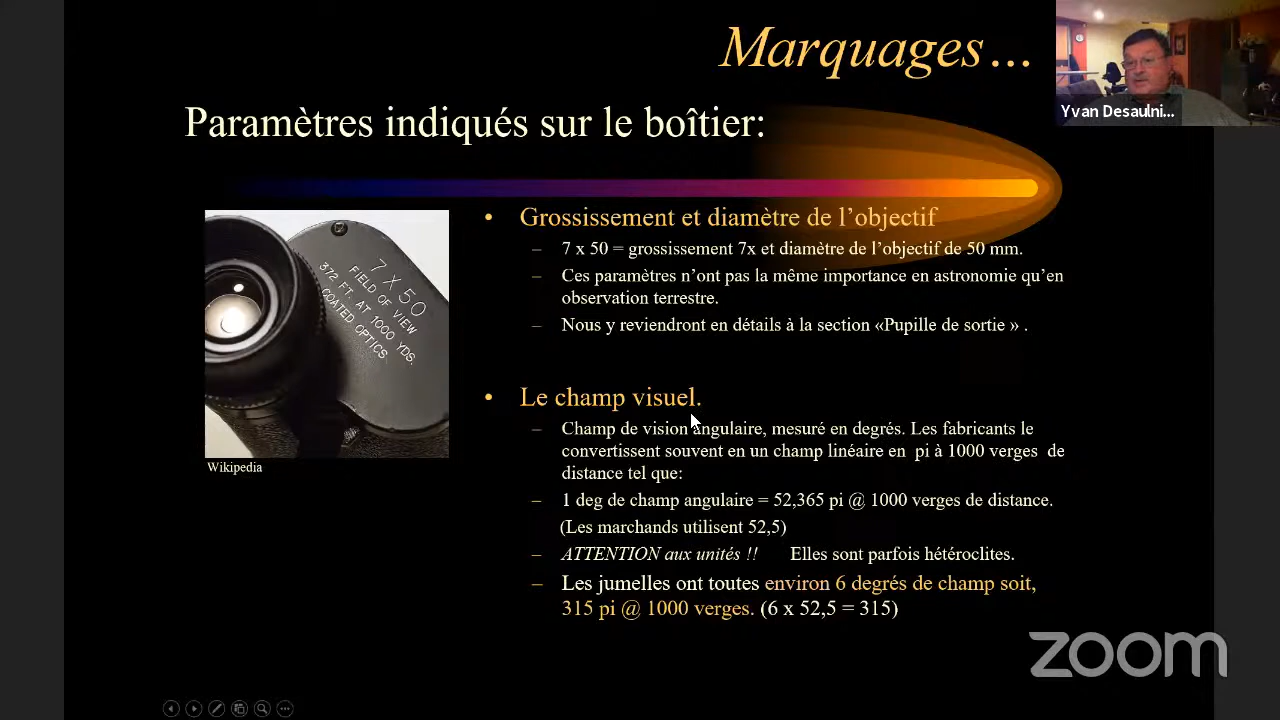 Marquages…
Yvan Desaulni...
Paramètres indiqués sur le boîtier:
7 X 50
FIELD OF VIEW
372 FT. AT 1000 YDS.
COATED OPTICS
Wikipedia
• Grossissement et diamètre de l’objectif
– 7 x 50 = grossissement 7x et diamètre de l’objectif de 50 mm.
– Ces paramètres n’ont pas la même importance en astronomie qu’en
observation terrestre.
– Nous y reviendront en détails à la section «Pupille de sortie » .
• Le champ visuel.
– Champ de vision angulaire, mesuré en degrés. Les fabricants le
convertissent souvent en un champ linéaire en pi à 1000 verges de
distance tel que:
– 1 deg de champ angulaire = 52,365 pi @ 1000 verges de distance.
(Les marchands utilisent 52,5)
– ATTENTION aux unités !! Elles sont parfois hétéroclites.
– Les jumelles ont toutes environ 6 degrés de champ soit,
315 pi @ 1000 verges. (6 x 52,5 = 315)
zoom